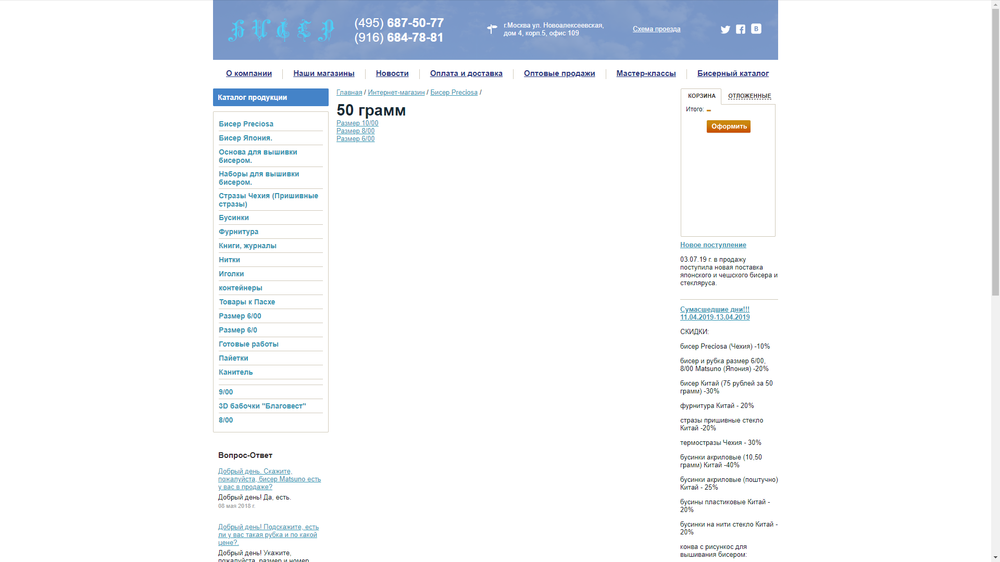 БИСЕР
(495) 687-50-77
(916) 684-78-81
г.Москва ул. Новоалексеевская,
дом 4, корп.5, офис 109
Схема проезда
О компании
Наши магазины
Новости
Оплата и доставка
Оптовые продажи
Мастер-классы
Бисерный каталог
Каталог продукции
Бисер Preciosa
Бисер Япония.
Основа для вышивки
бисером.
Наборы для вышивки
бисером.
Стразы Чехия (Пришивные
стразы)
Бусинки
Фурнитура
Книги, журналы
Нитки
Иголки
контейнеры
Товары к Пасхе
Размер 6/00
Размер 6/0
Готовые работы
Пайетки
Канитель
9/00
3D бабочки "Благовест"
8/00
Вопрос-Ответ
Добрый день. Скажите,
пожалуйста, бисер Matsuno есть
у вас в продаже?
Добрый день! Да, есть.
08 мая 2018 г.
Добрый день! Подскажите, есть
ли у вас такая рубка и по какой
цене?.
Добрый день! Укажите,
пожалуйста, размер и номер
Главная / Интернет-магазин / Бисер Preciosa /
50 грамм
Размер 10/00
Размер 8/00
Размер 6/00
КОРЗИНА
ОТЛОЖЕННЫЕ
Итого: –
Оформить
Новое поступление
03.07.19 г. в продажу
поступила новая поставка
японского и чешского бисера и
стекляруса.
Сумасшедшие дни!!!
11.04.2019-13.04.2019
СКИДКИ:
бисер Preciosa (Чехия) -10%
бисер и рубка размер 6/00,
8/00 Matsuno (Япония) -20%
бисер Китай (75 рублей за 50
грамм) -30%
фурнитура Китай - 20%
стразы пришивные стекло
Китай -20%
термостразы Чехия - 30%
бусинки акриловые (10,50
грамм) Китай -40%
бусинки акриловые (поштучно)
Китай - 25%
бусины пластиковые Китай -
20%
бусинки на нити стекло Китай -
20%
конва с рисункос для
вышивания бисером: